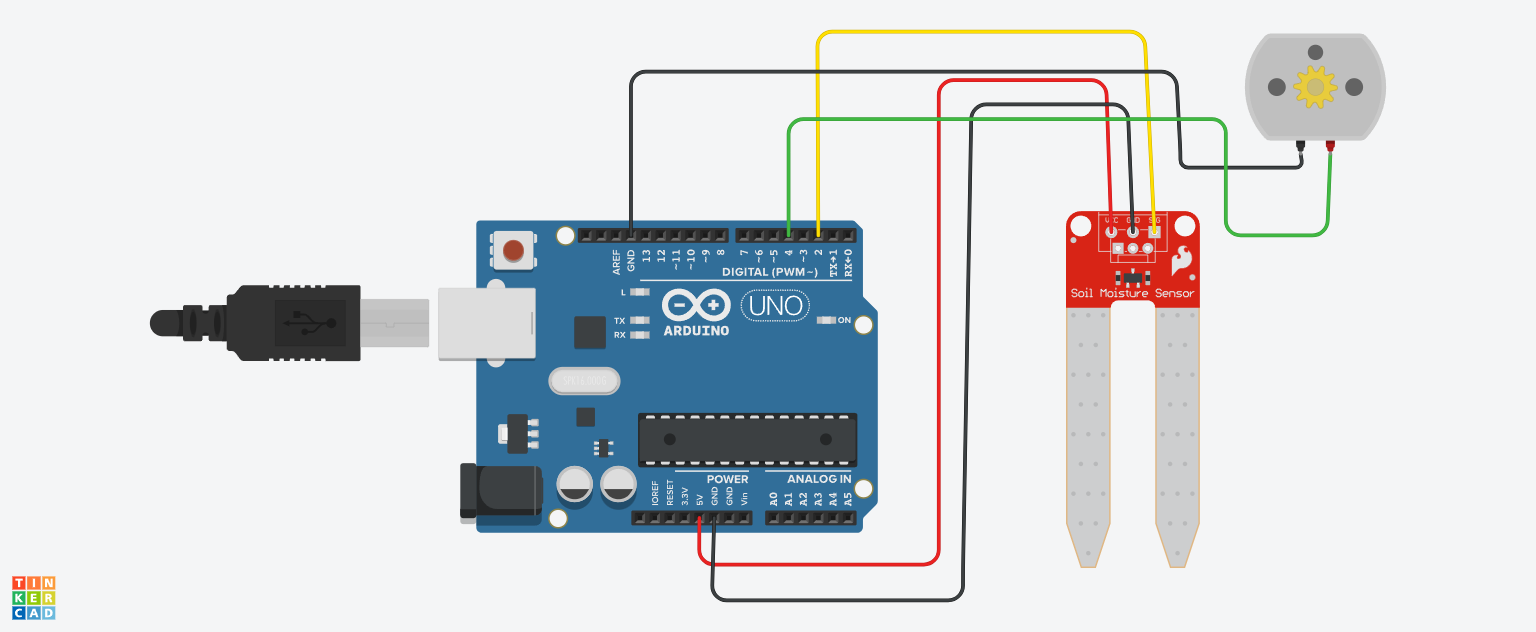 VCC GND SIG
AREF
GND
13
12
~11
~10
~9
8
7
~6
~5
4
~3
2
TX→1
RX←0
DIGITAL (PWM~)
L
TX
RX
ARDUINO
UNO
ON
Soil Moisture Sensor
POWER
ANALOG IN
IOREF
RESET
3.3V
5V
GND
GND
Vin
A0
A1
A2
A3
A4
A5
TIN
KER
CAD